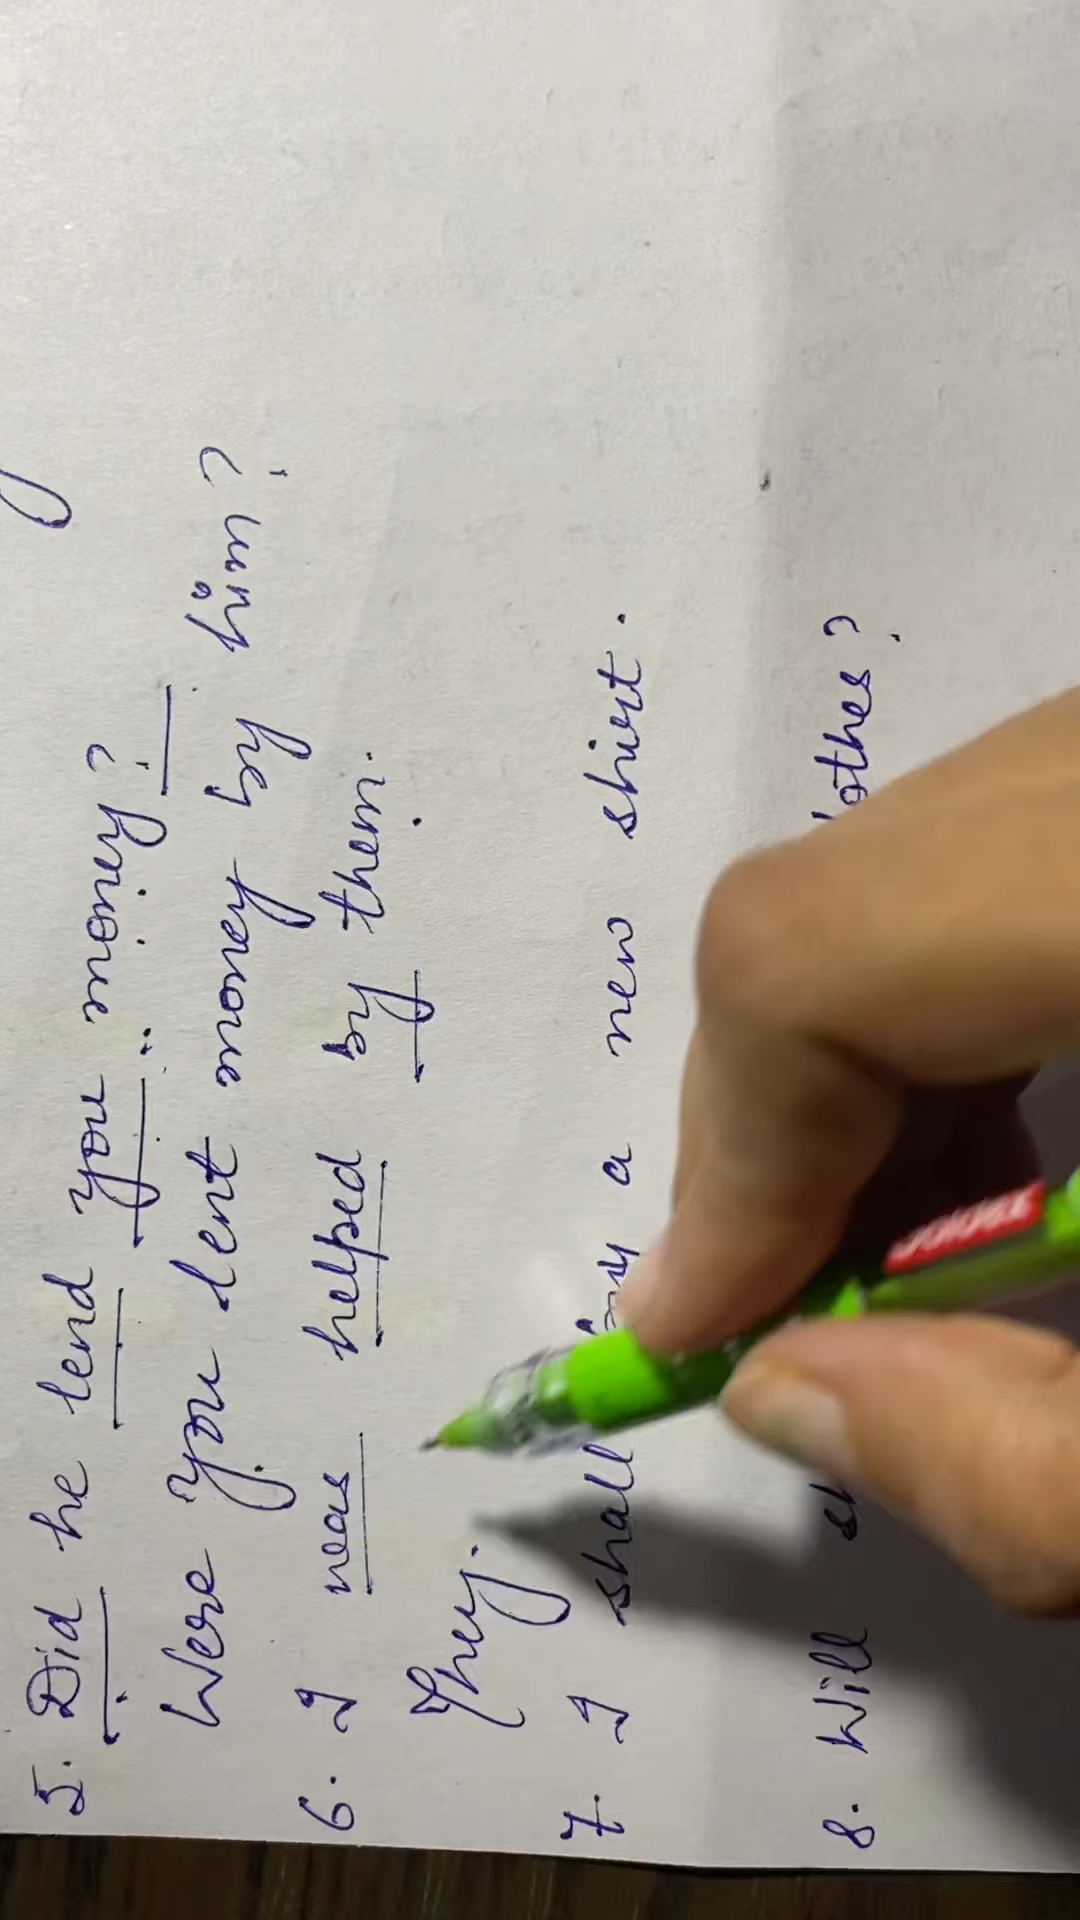 5. Did he lend you money?
Were you lent money by him?
6. I was helped by them.
They
7. I shall a new shirt.
8. Will